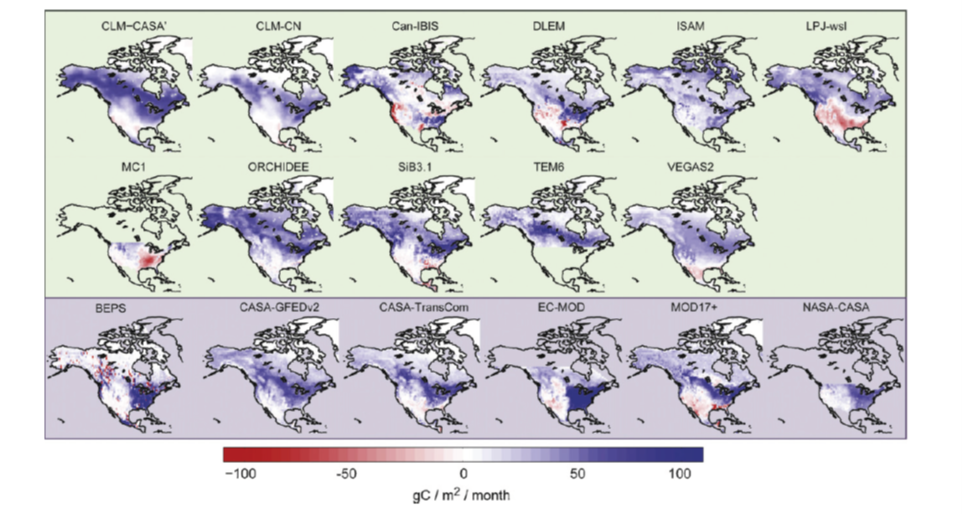 CLM−CASA' CLM-CN Can-IBIS DLEM ISAM LPJ-wsl
MC1 ORCHIDEE SiB3.1 TEM6 VEGAS2
BEPS CASA-GFEDv2 CASA-TransCom EC-MOD MOD17+ NASA-CASA
−100 -50 0 50 100
gC / m² / month